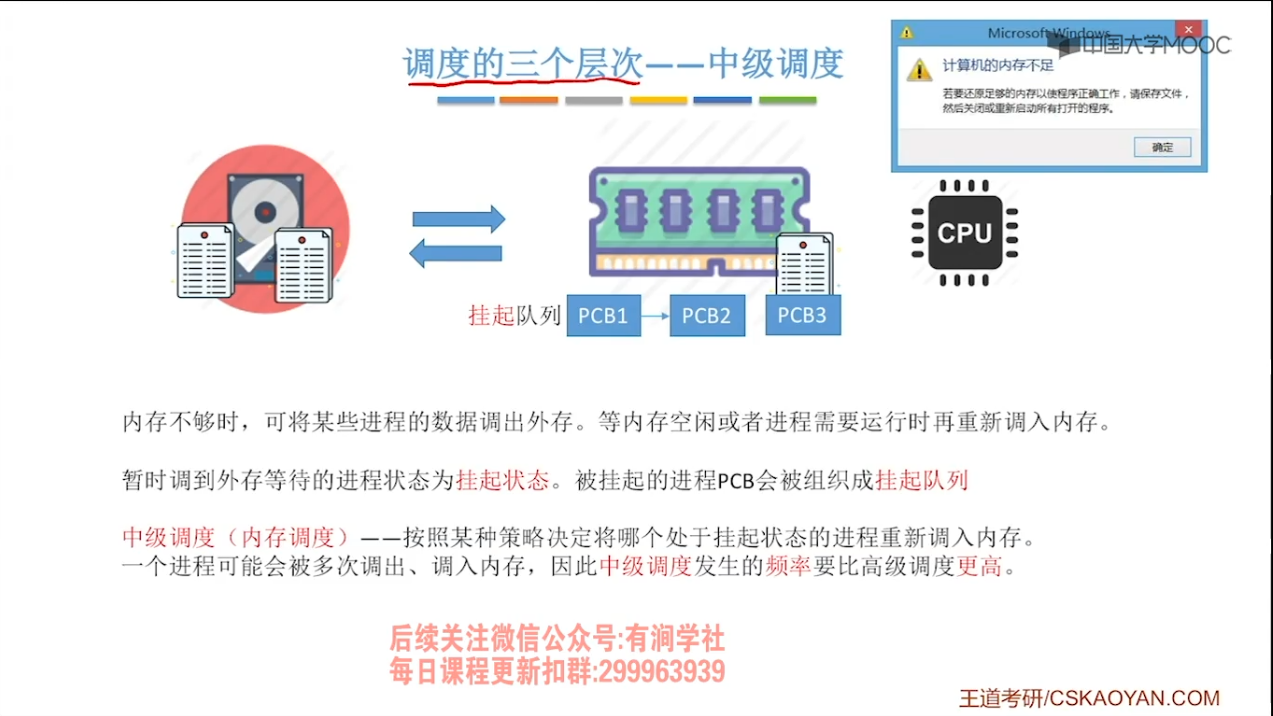 调度的三个层次——中级调度
Microsoft Windows
中国大学MOOC
计算机的内存不足
若要还原足够的内存以使程序正确工作，请保存文件，
然后关闭或重新启动所有打开的程序。
确定
CPU
挂起队列
PCB1
PCB2
PCB3
内存不够时，可将某些进程的数据调出外存。等内存空闲或者进程需要运行时再重新调入内存。
暂时调到外存等待的进程状态为挂起状态。被挂起的进程PCB会被组织成挂起队列
中级调度（内存调度）——按照某种策略决定将哪个处于挂起状态的进程重新调入内存。
一个进程可能会被多次调出、调入内存，因此中级调度发生的频率要比高级调度更高。
后续关注微信公众号:有涧学社
每日课程更新扣群:299963939
王道考研/CSKAOYAN.COM